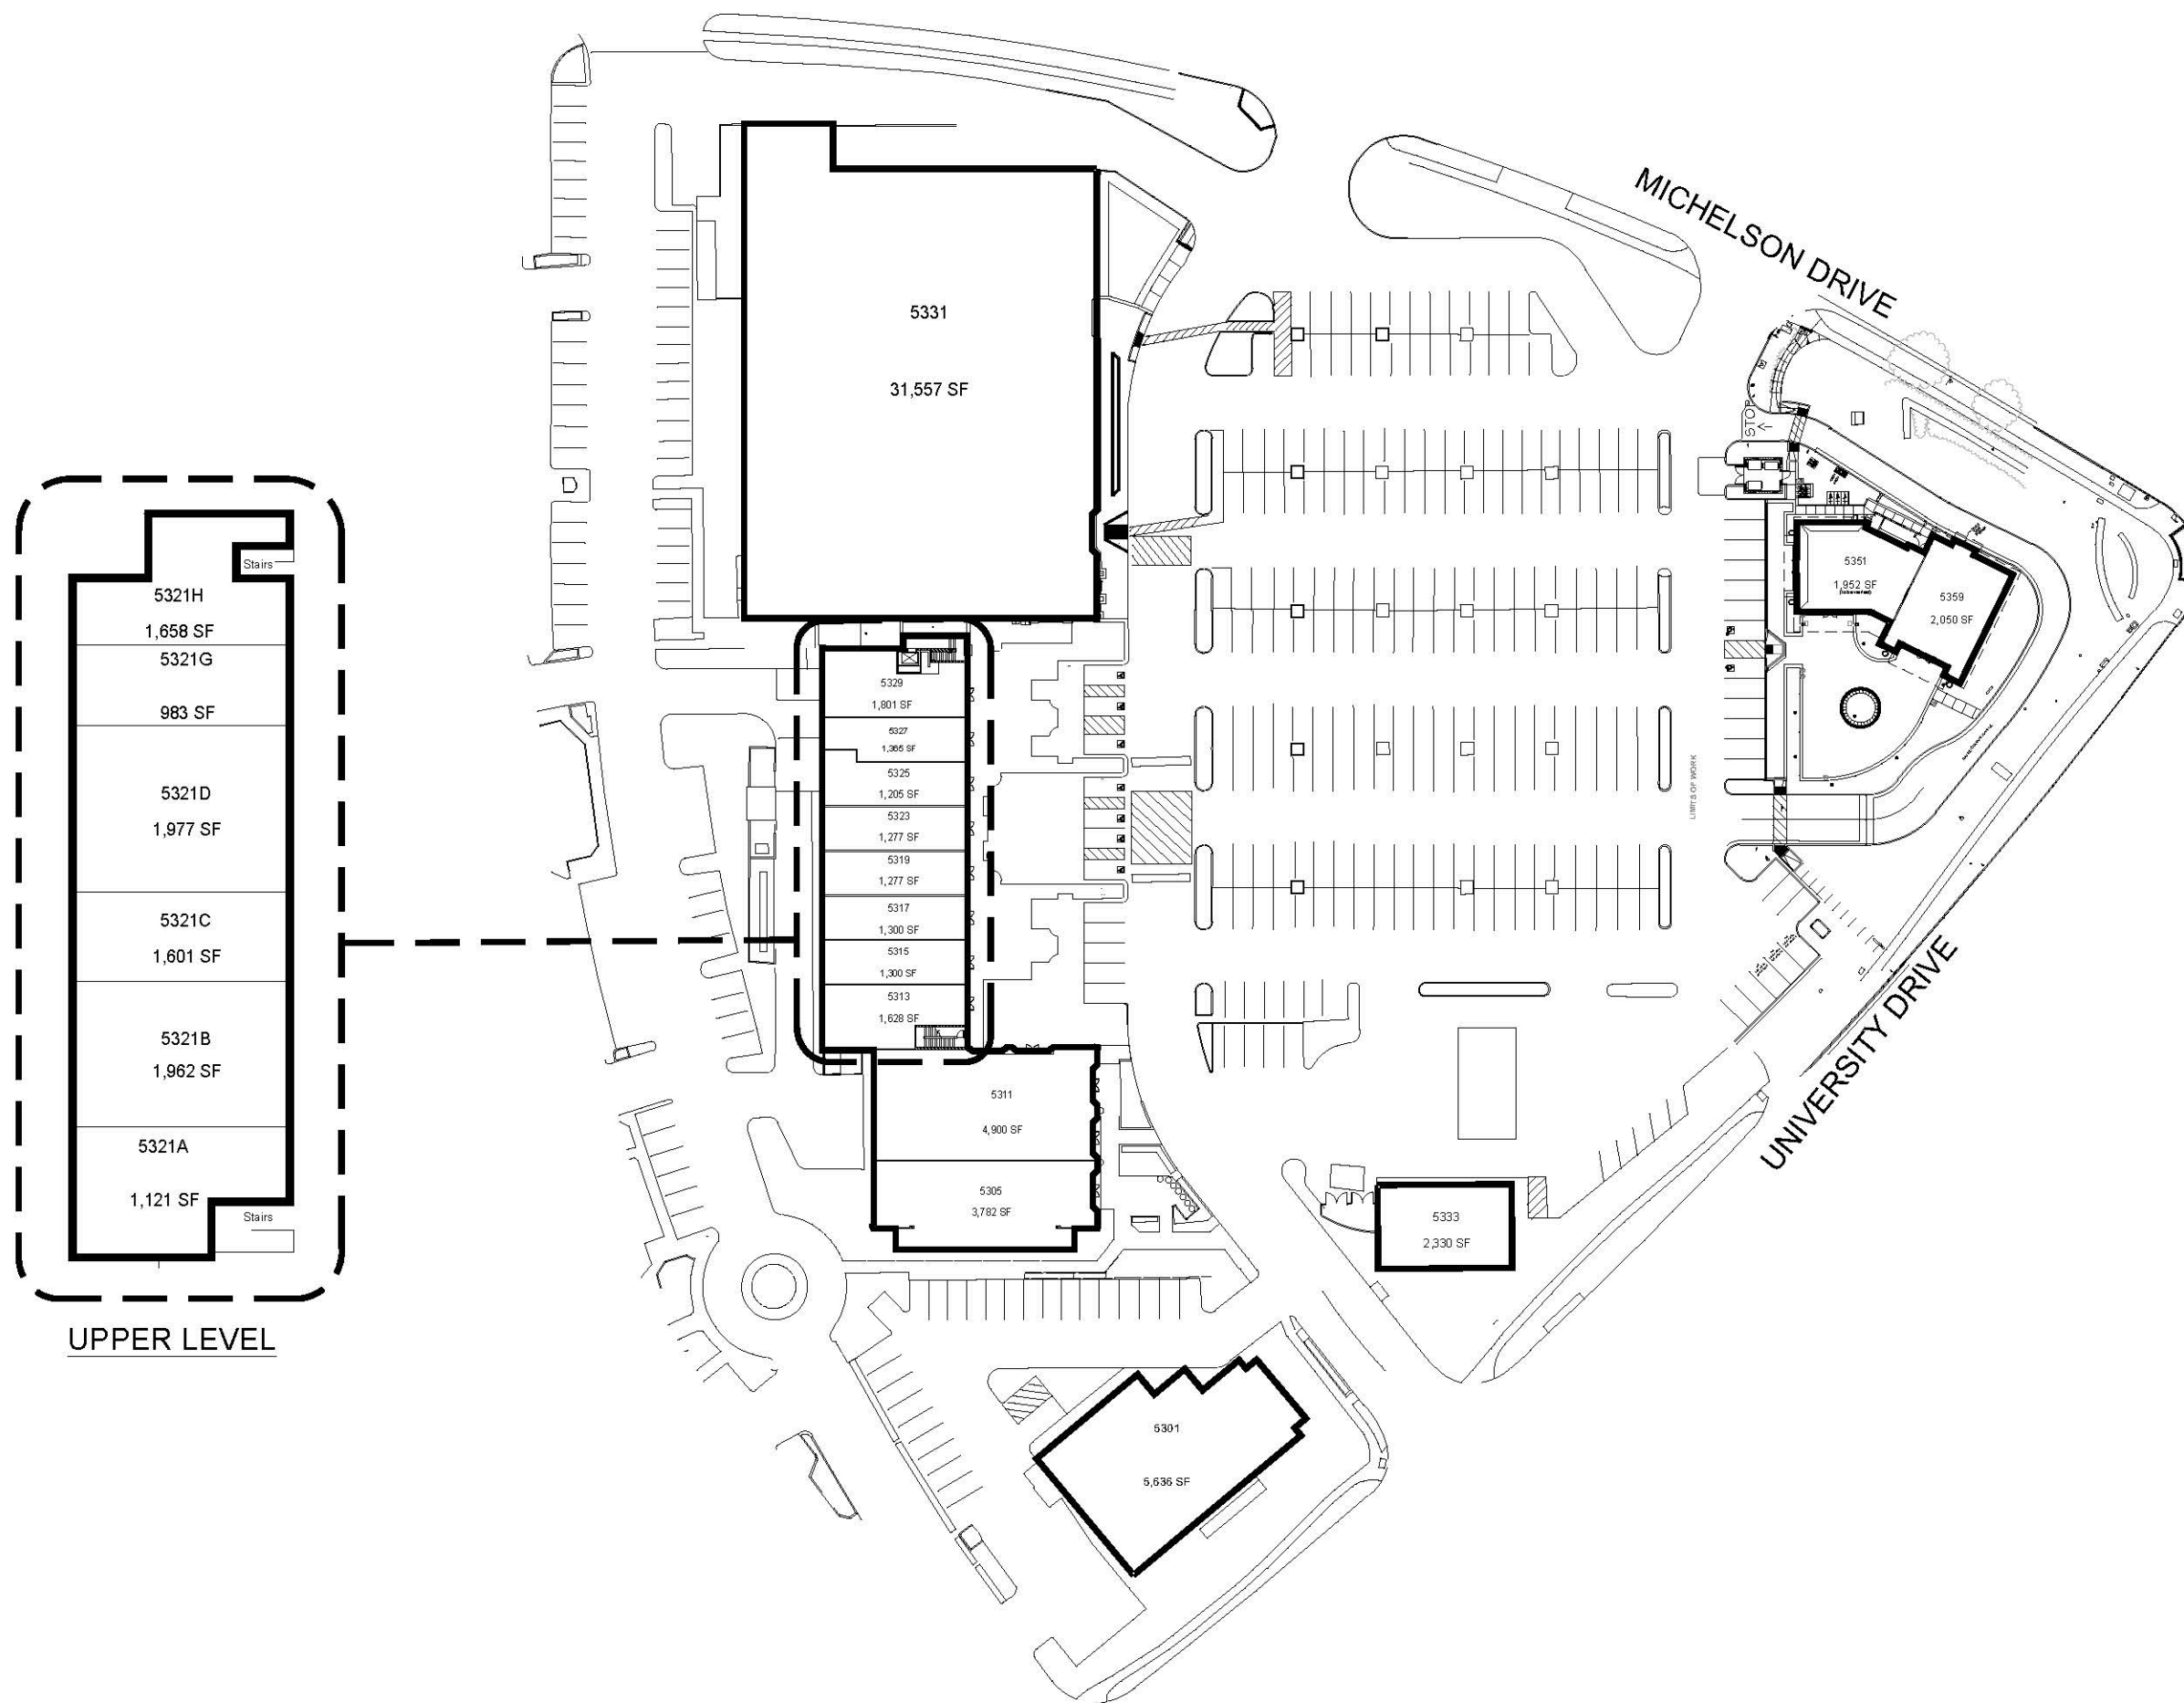 MICHELSON DRIVE
5331
31,557 SF
STOP
5351
1,952 SF
5359
2,050 SF
Stairs
5321H
1,658 SF
5321G
983 SF
5321D
1,977 SF
5321C
1,601 SF
5321B
1,962 SF
5321A
1,121 SF
Stairs
UPPER LEVEL
5329
1,801 SF
5327
1,365 SF
5325
1,205 SF
5323
1,277 SF
5319
1,277 SF
5317
1,300 SF
5315
1,300 SF
5313
1,628 SF
LIMITS OF WORK
UNIVERSITY DRIVE
5311
4,900 SF
5305
3,782 SF
5333
2,330 SF
5301
5,636 SF